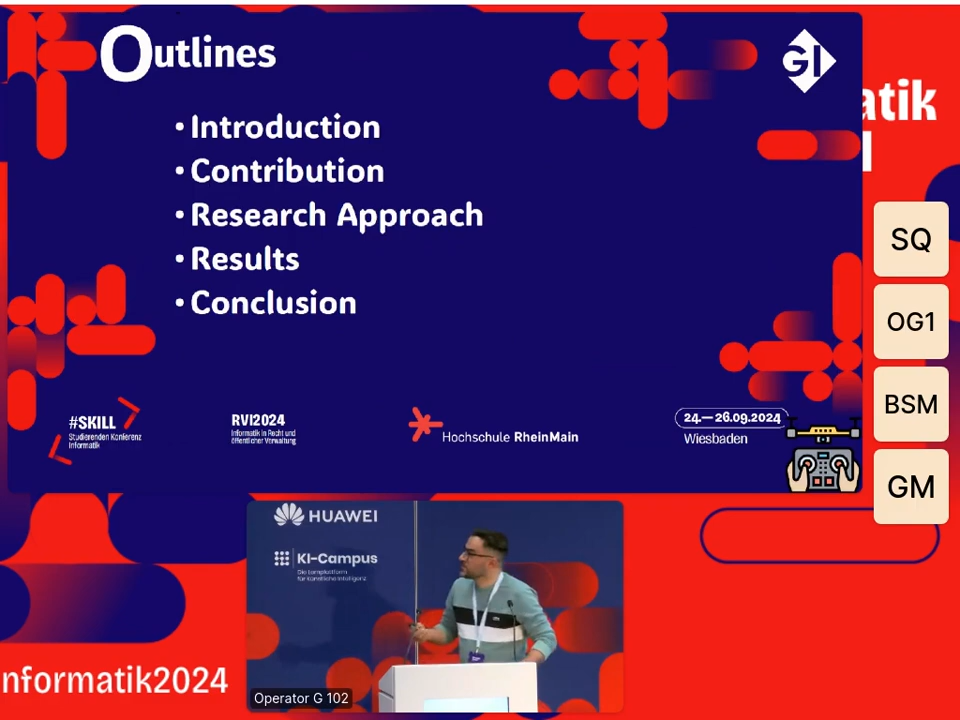 Outlines
GI
• Introduction
• Contribution
• Research Approach
• Results
• Conclusion
#SKILL
Studierenden Konferenz
Informatik
RVI2024
Informatik in Recht und
öffentlicher Verwaltung
Hochschule RheinMain
24.—26.09.2024
Wiesbaden
atik
SQ
OG1
BSM
GM
HUAWEI
KI-Campus
Die Lernplattform
für Künstliche Intelligenz
Operator G 102
nformatik2024